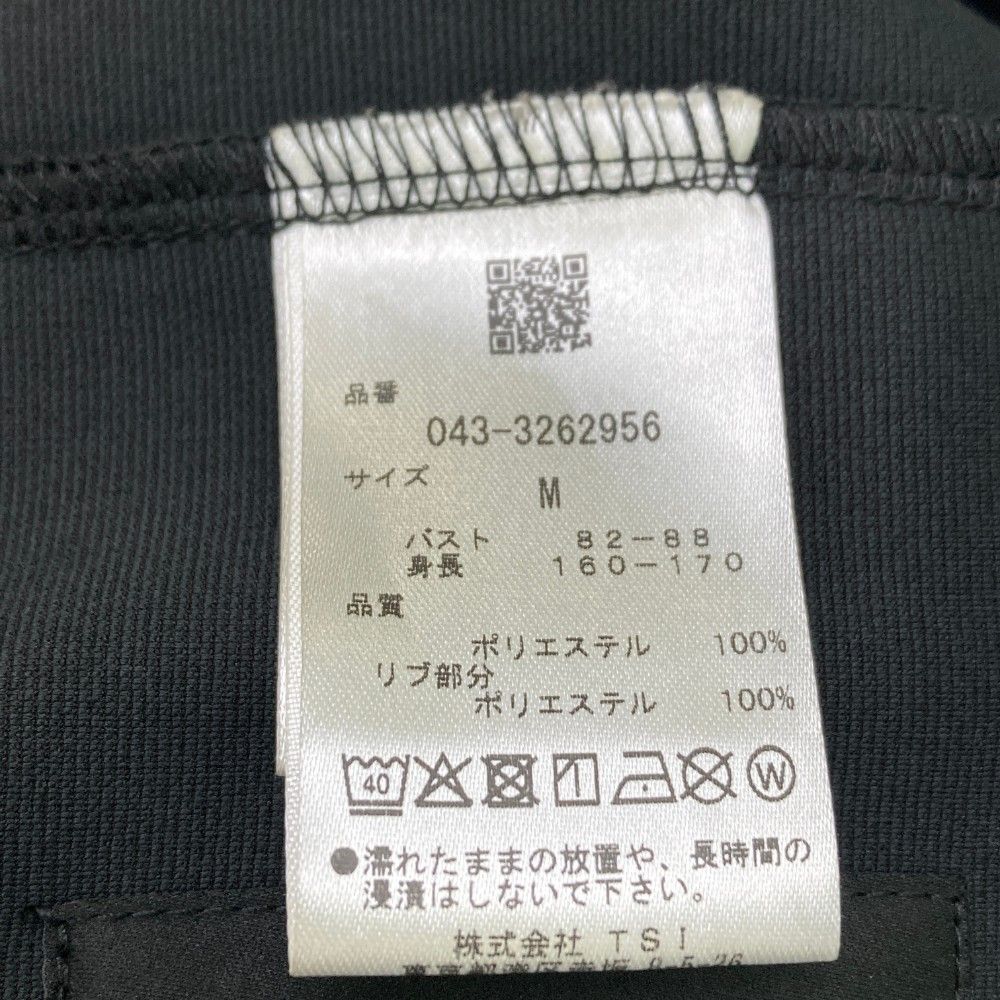 品番
043-3262956
サイズ
M
バスト 82-88
身長 160-170
品質
ポリエステル 100%
リブ部分
ポリエステル 100%
40 W
●濡れたままの放置や、長時間の
浸漬はしないで下さい。
株式会社 TSI